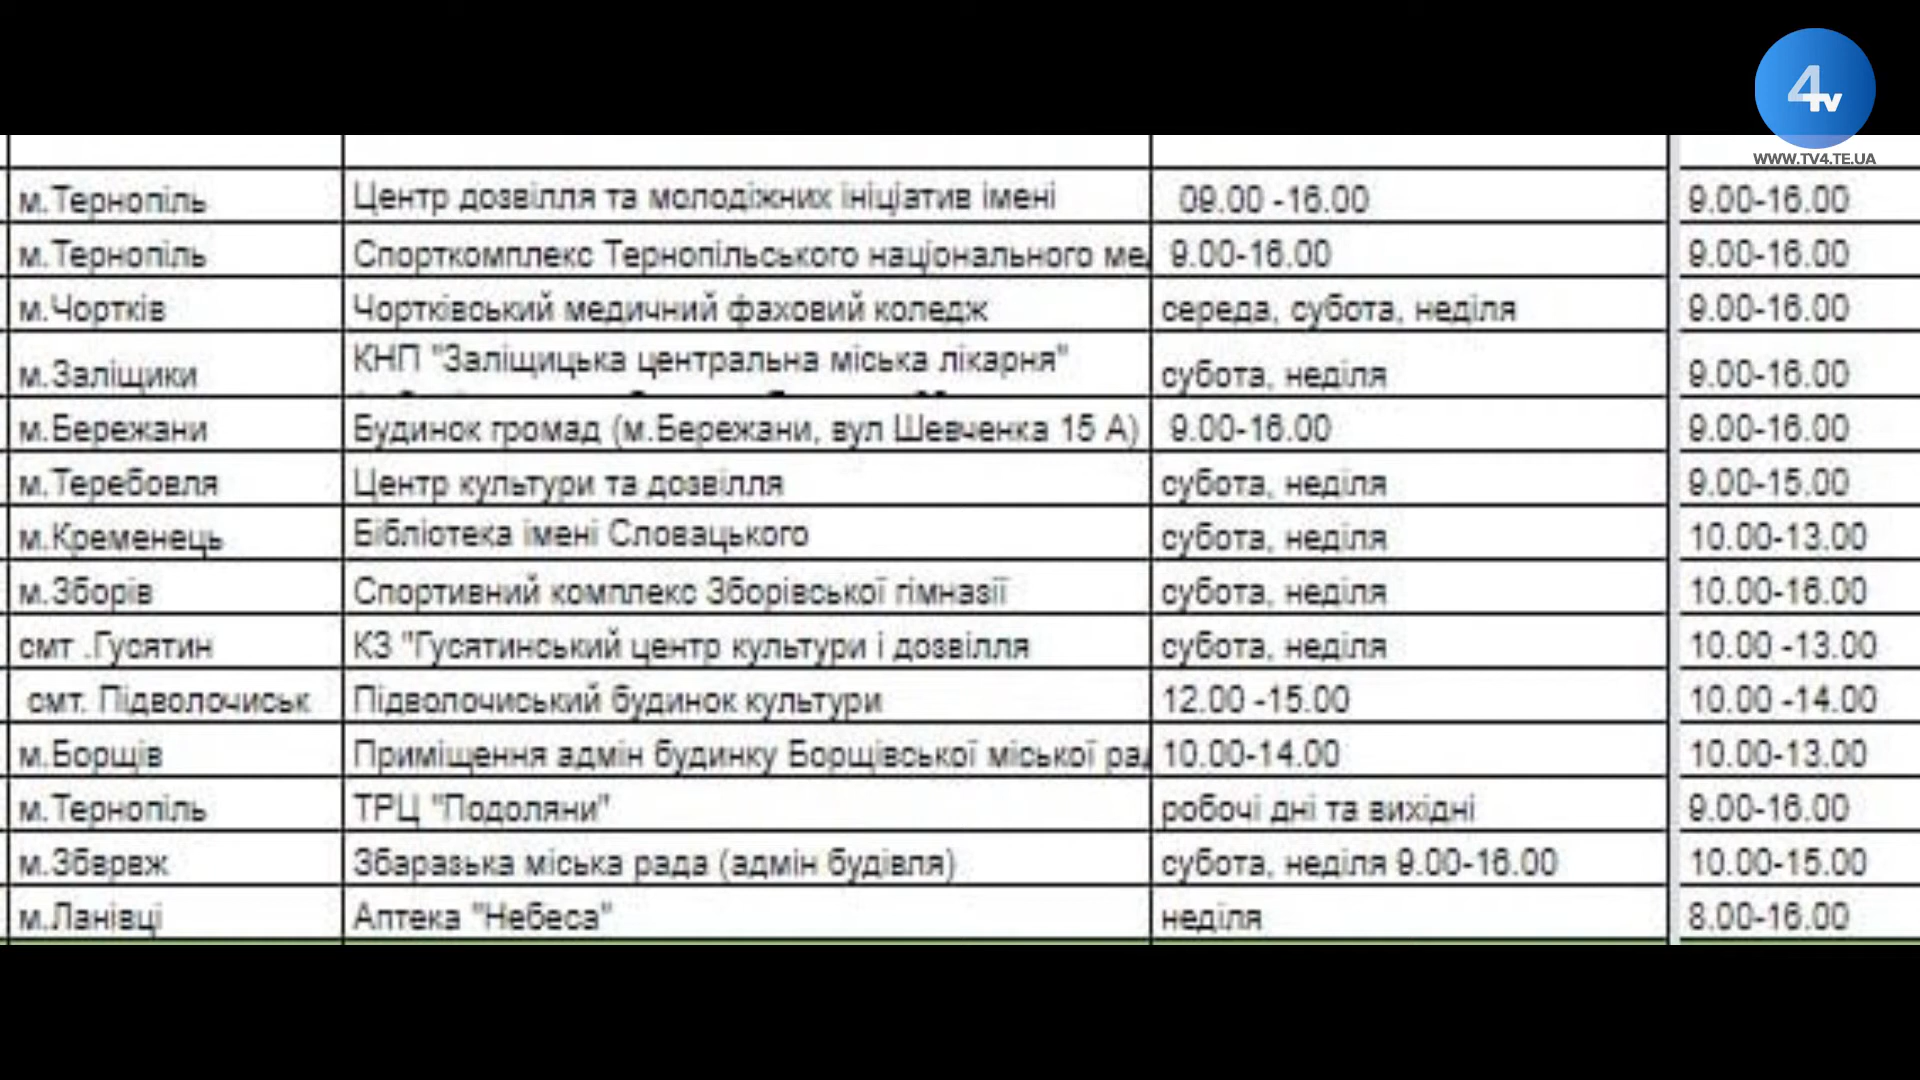 4TV
WWW.TV4.TE.UA
м.Тернопіль Центр дозвілля та молодіжних ініціатив імені 09.00 -16.00 9.00-16.00
м.Тернопіль Спорткомплекс Тернопільського національного 9.00-16.00 9.00-16.00
м.Чортків Чортківський медичний фаховий коледж середа, субота, неділя 9.00-16.00
м.Заліщики КНП "Заліщицька центральна міська лікарня" субота, неділя 9.00-16.00
м.Бережани Будинок громад (м.Бережани, вул Шевченка 15 А) 9.00-16.00 9.00-16.00
м.Теребовля Центр культури та дозвілля субота, неділя 9.00-15.00
м.Кременець Бібліотека імені Словацького субота, неділя 10.00-13.00
м.Зборів Спортивний комплекс Зборівської гімназії субота, неділя 10.00-16.00
смт .Гусятин КЗ "Гусятинський центр культури і дозвілля субота, неділя 10.00 -13.00
смт. Підволочиськ Підволочиський будинок культури 12.00 -15.00 10.00 -14.00
м.Борщів Приміщення адмін будинку Борщівської міської 10.00-14.00 10.00-13.00
м.Тернопіль ТРЦ "Подоляни" робочі дні та вихідні 9.00-16.00
м.Збврвж Збаразька міська рада (адмін будівля) субота, неділя 9.00-16.00 10.00-15.00
м.Ланівці Аптека "Небеса" неділя 8.00-16.00